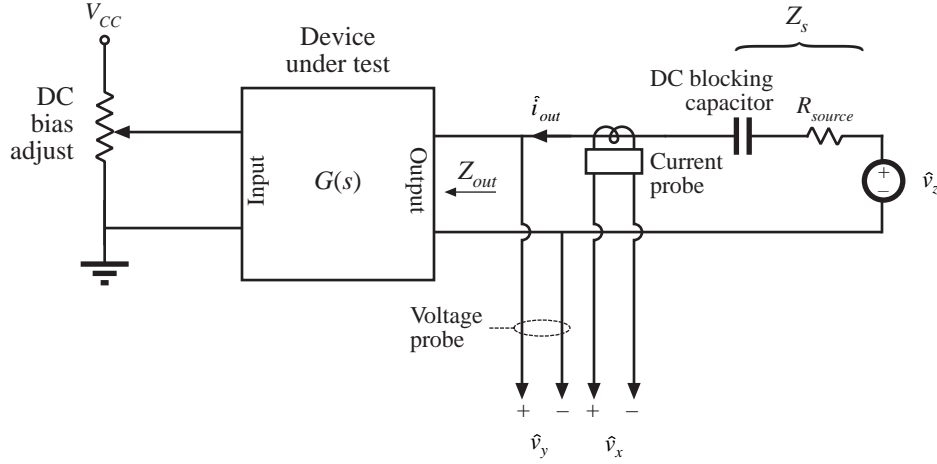 V_CC
Z_s
Device
under test
DC blocking
capacitor
R_source
DC
bias
adjust
î_out
Input
G(s)
Output
Z_out
Current
probe
+
–
v̂_z
Voltage
probe
+ – + –
v̂_y v̂_x